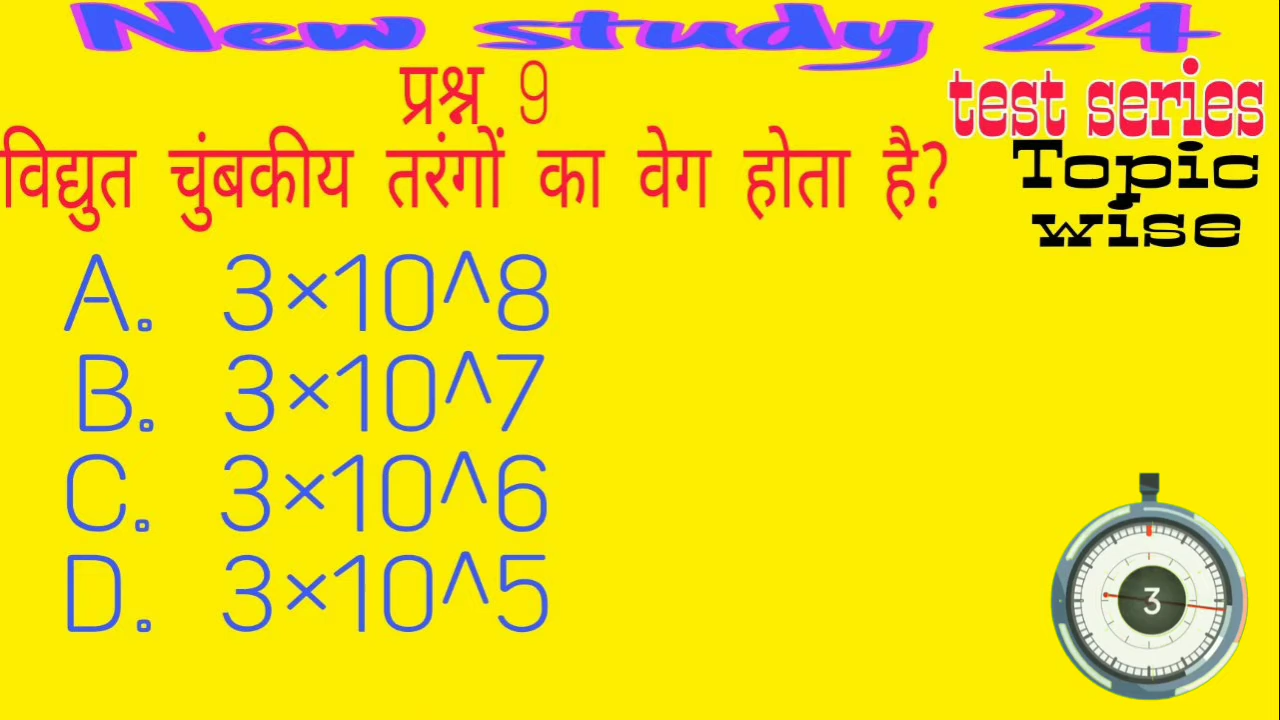 New study 24
test series
Topic
wise
प्रश्न 9
विद्युत चुंबकीय तरंगों का वेग होता है?
A. 3×10^8
B. 3×10^7
C. 3×10^6
D. 3×10^5
3